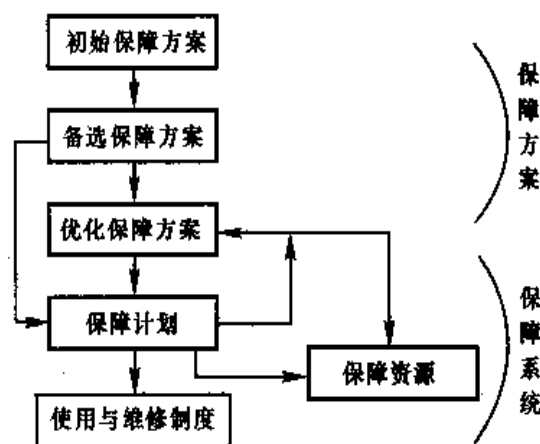 初始保障方案
备选保障方案
优化保障方案
保障计划
保障资源
使用与维修制度
保障方案
保障系统